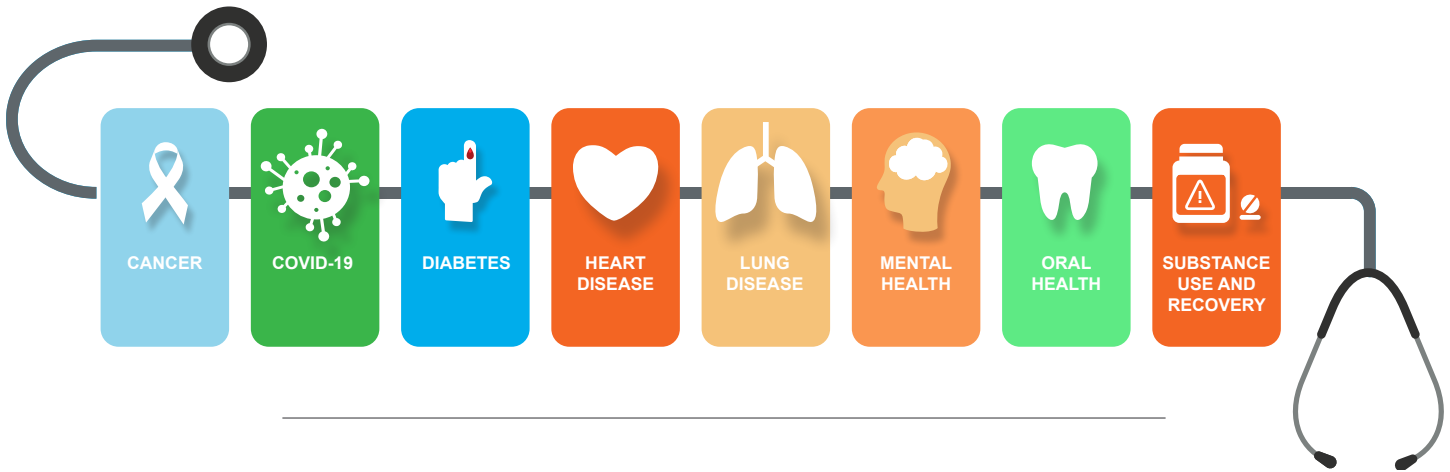 CANCER
COVID-19
DIABETES
HEART
DISEASE
LUNG
DISEASE
MENTAL
HEALTH
ORAL
HEALTH
SUBSTANCE
USE AND
RECOVERY